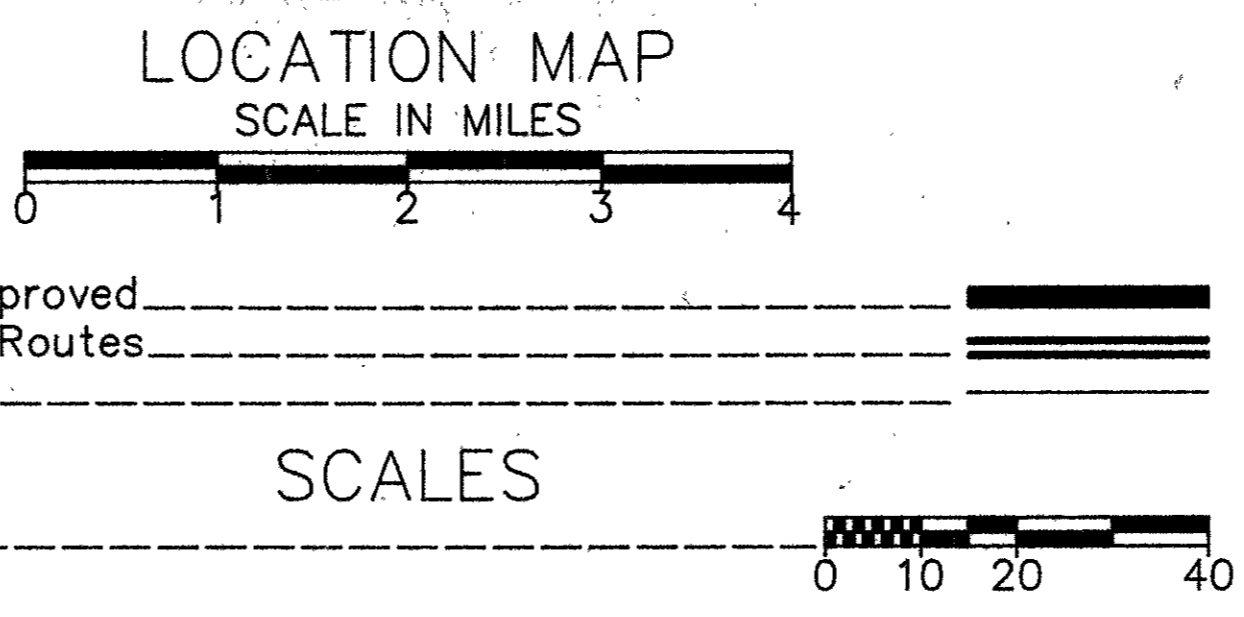 LOCATION MAP
SCALE IN MILES
0 1 2 3 4
proved
Routes
SCALES
0 10 20 40